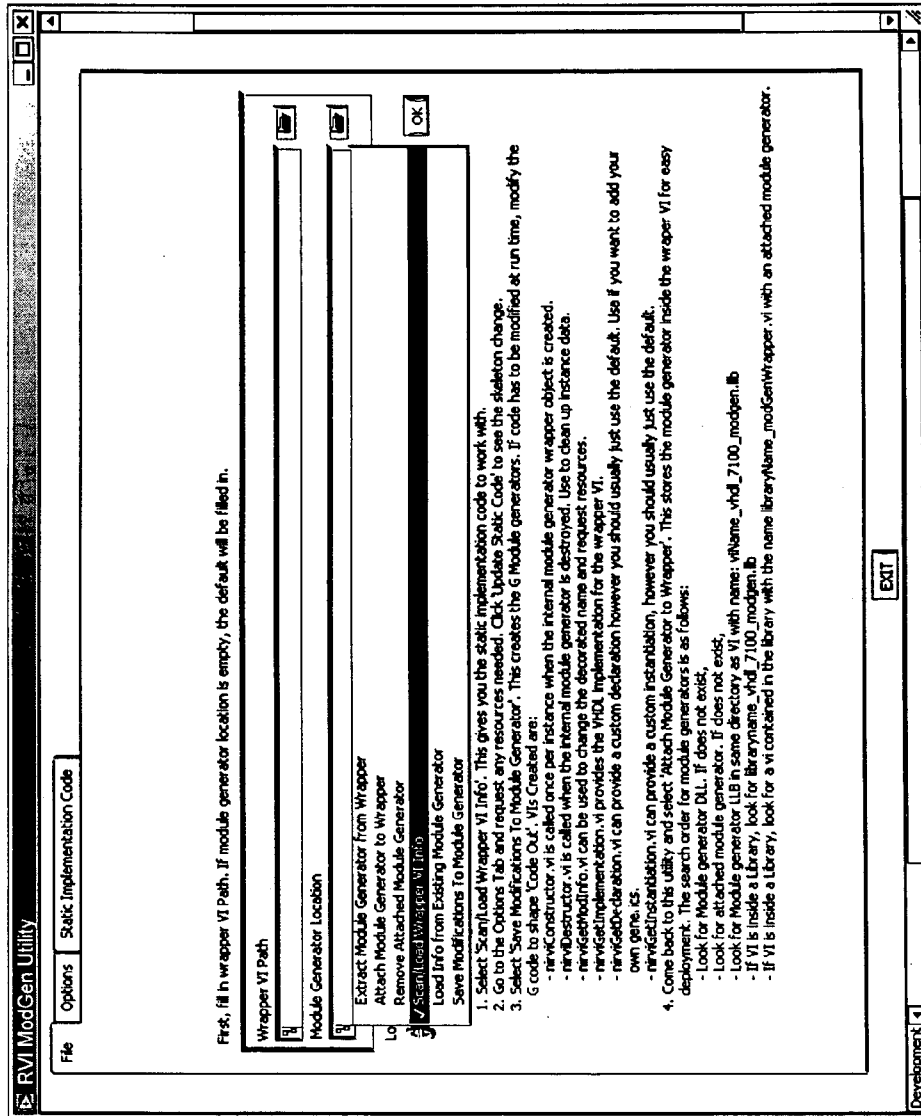 RVI ModGen Utility
File
Options
Static Implementation Code
First, fill in wrapper VI Path. If module generator location is empty, the default will be filled in.
Wrapper VI Path
Module Generator Location
Lo
Extract Module Generator from Wrapper
Attach Module Generator to Wrapper
Remove Attached Module Generator
✓ Scan/Load Wrapper VI Info
Load Info from Existing Module Generator
Save Modifications To Module Generator
OK
1. Select 'Scan/Load Wrapper VI Info'. This gives you the static implementation code to work with.
2. Go to the Options Tab and request any resources needed. Click 'Update Static Code' to see the skeleton change.
3. Select 'Save Modifications To Module Generator'. This creates the G Module generators. If code has to be modified at run time, modify the
G code to shape 'Code Out'. VIs Created are:
- nirviConstructor.vi is called once per instance when the internal module generator wrapper object is created.
- nirviDestructor.vi is called when the internal module generator is destroyed. Use to clean up instance data.
- nirviGetModInfo.vi can be used to change the decorated name and request resources.
- nirviGetImplementation.vi provides the VHDL Implementation for the wrapper VI.
- nirviGetDe-daration.vi can provide a custom declaration however you should usually just use the default. Use if you want to add your
own gene. ics.
- nirviGetInstantiation.vi can provide a custom instantiation, however you should usually just use the default.
4. Come back to this utility and select 'Attach Module Generator to Wrapper'. This stores the module generator inside the wraper VI for easy
deployment. The search order for module generators is as follows:
- Look for Module generator DLL. If does not exist,
- Look for attached module generator. If does not exist,
- Look for Module generator LLB in same directory as VI with name: viName_vhdl_7100_modgen.llb
- If VI is inside a Library, look for libraryname_vhdl_7100_modgen.llb
- If VI is inside a Library, look for a vi contained in the library with the name libraryName_modGenWrapper.vi with an attached module generator.
EXIT
Development